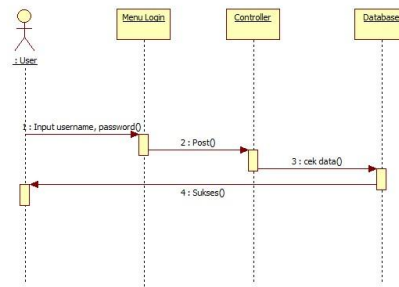 Menu Login
Controller
Database
: User
1 : Input username, password()
2 : Post()
3 : cek data()
4 : Sukses()